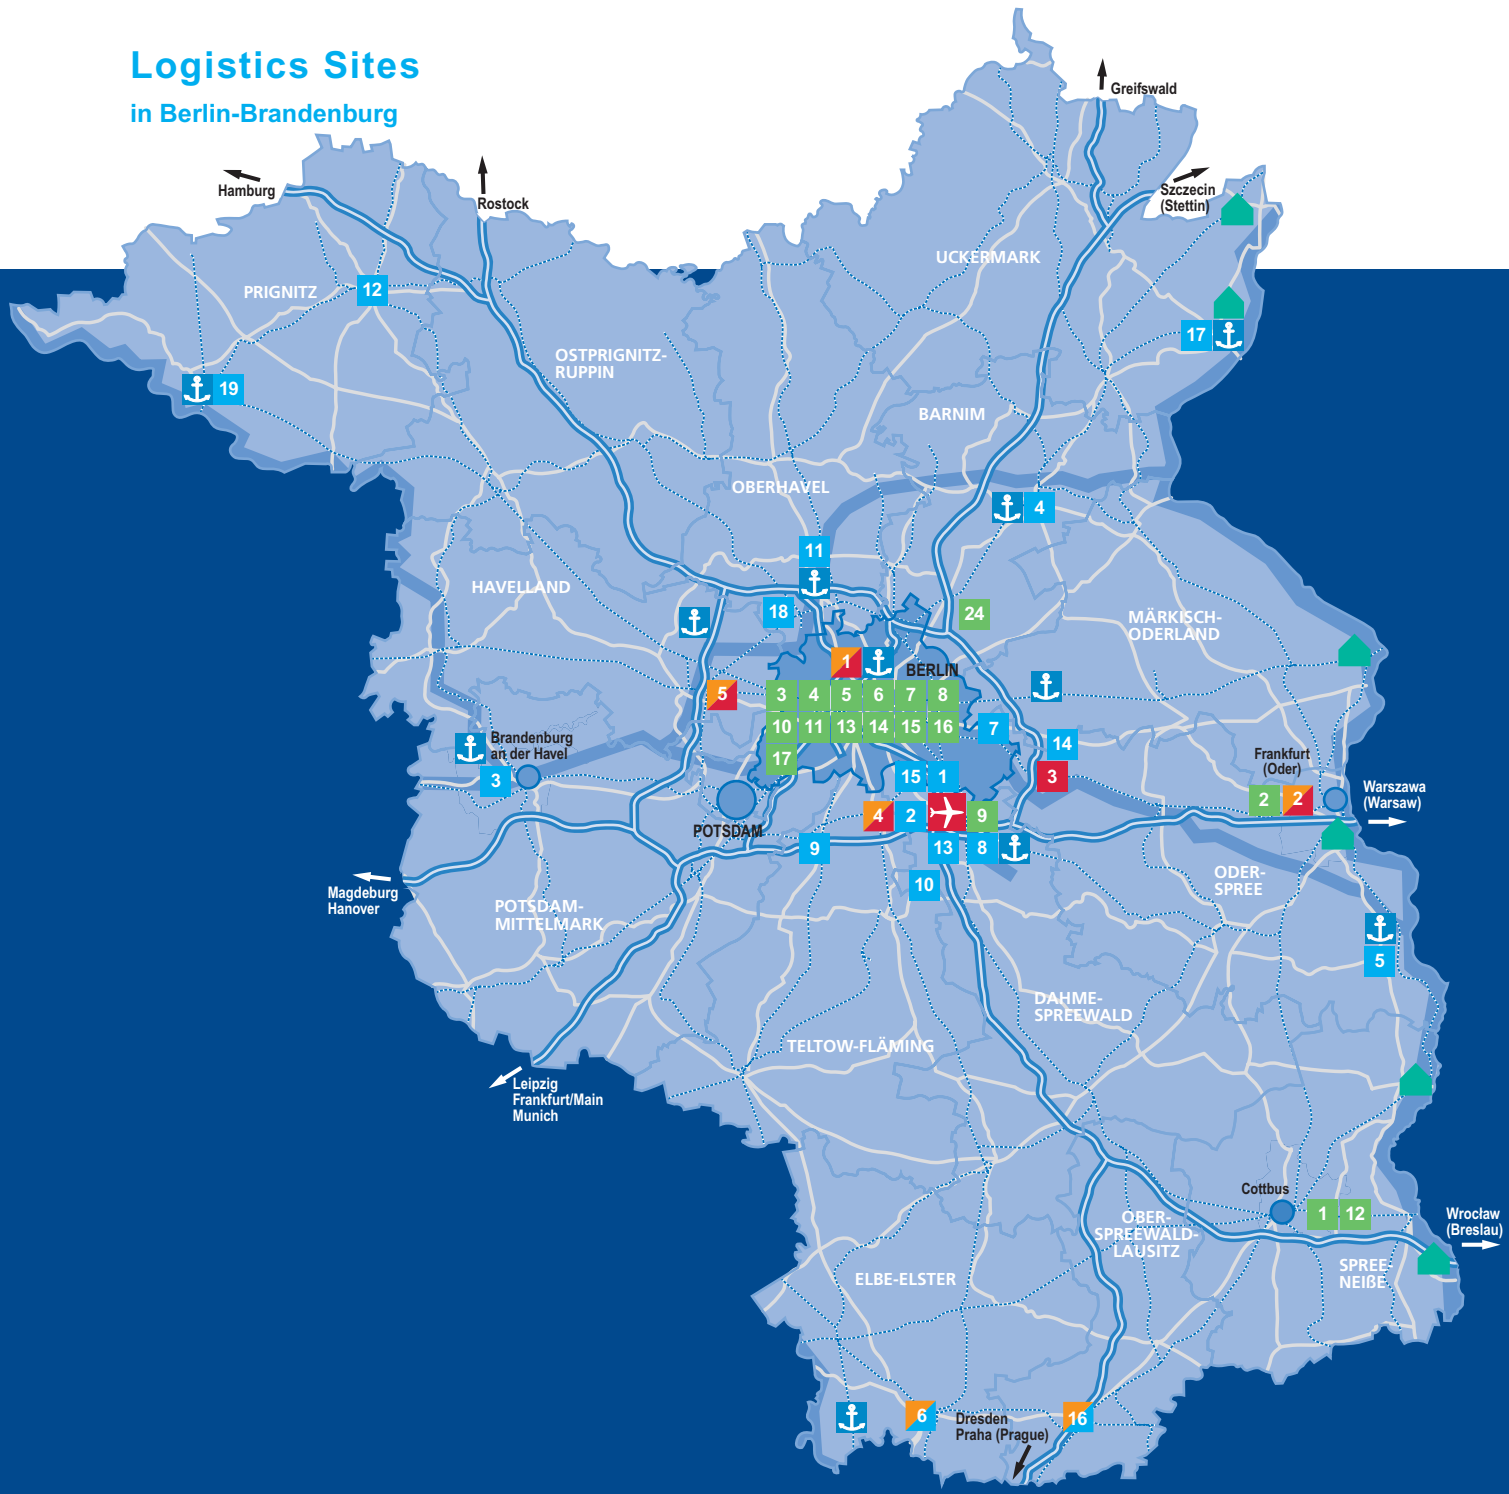 Logistics Sites
in Berlin-Brandenburg
Greifswald
Hamburg
Rostock
Szczecin
(Stettin)
UCKERMARK
PRIGNITZ
12
17
OSTPRIGNITZ-
RUPPIN
19
BARNIM
OBERHAVEL
4
11
HAVELLAND
18
24
MÄRKISCH-
ODERLAND
1
BERLIN
5
3 4 5 6 7 8
10 11 13 14 15 16
17
7
14
Brandenburg
an der Havel
3
15 1
3
Frankfurt
(Oder)
2 2
Warszawa
(Warsaw)
POTSDAM
4 2
9
9
13 8
10
Magdeburg
Hanover
ODER-
SPREE
POTSDAM-
MITTELMARK
5
DAHME-
SPREEWALD
TELTOW-FLÄMING
Leipzig
Frankfurt/Main
Munich
Cottbus
1 12
Wrocław
(Breslau)
OBER-
SPREEWALD-
LAUSITZ
ELBE-ELSTER
SPREE-
NEIßE
6
Dresden
Praha (Prague)
16